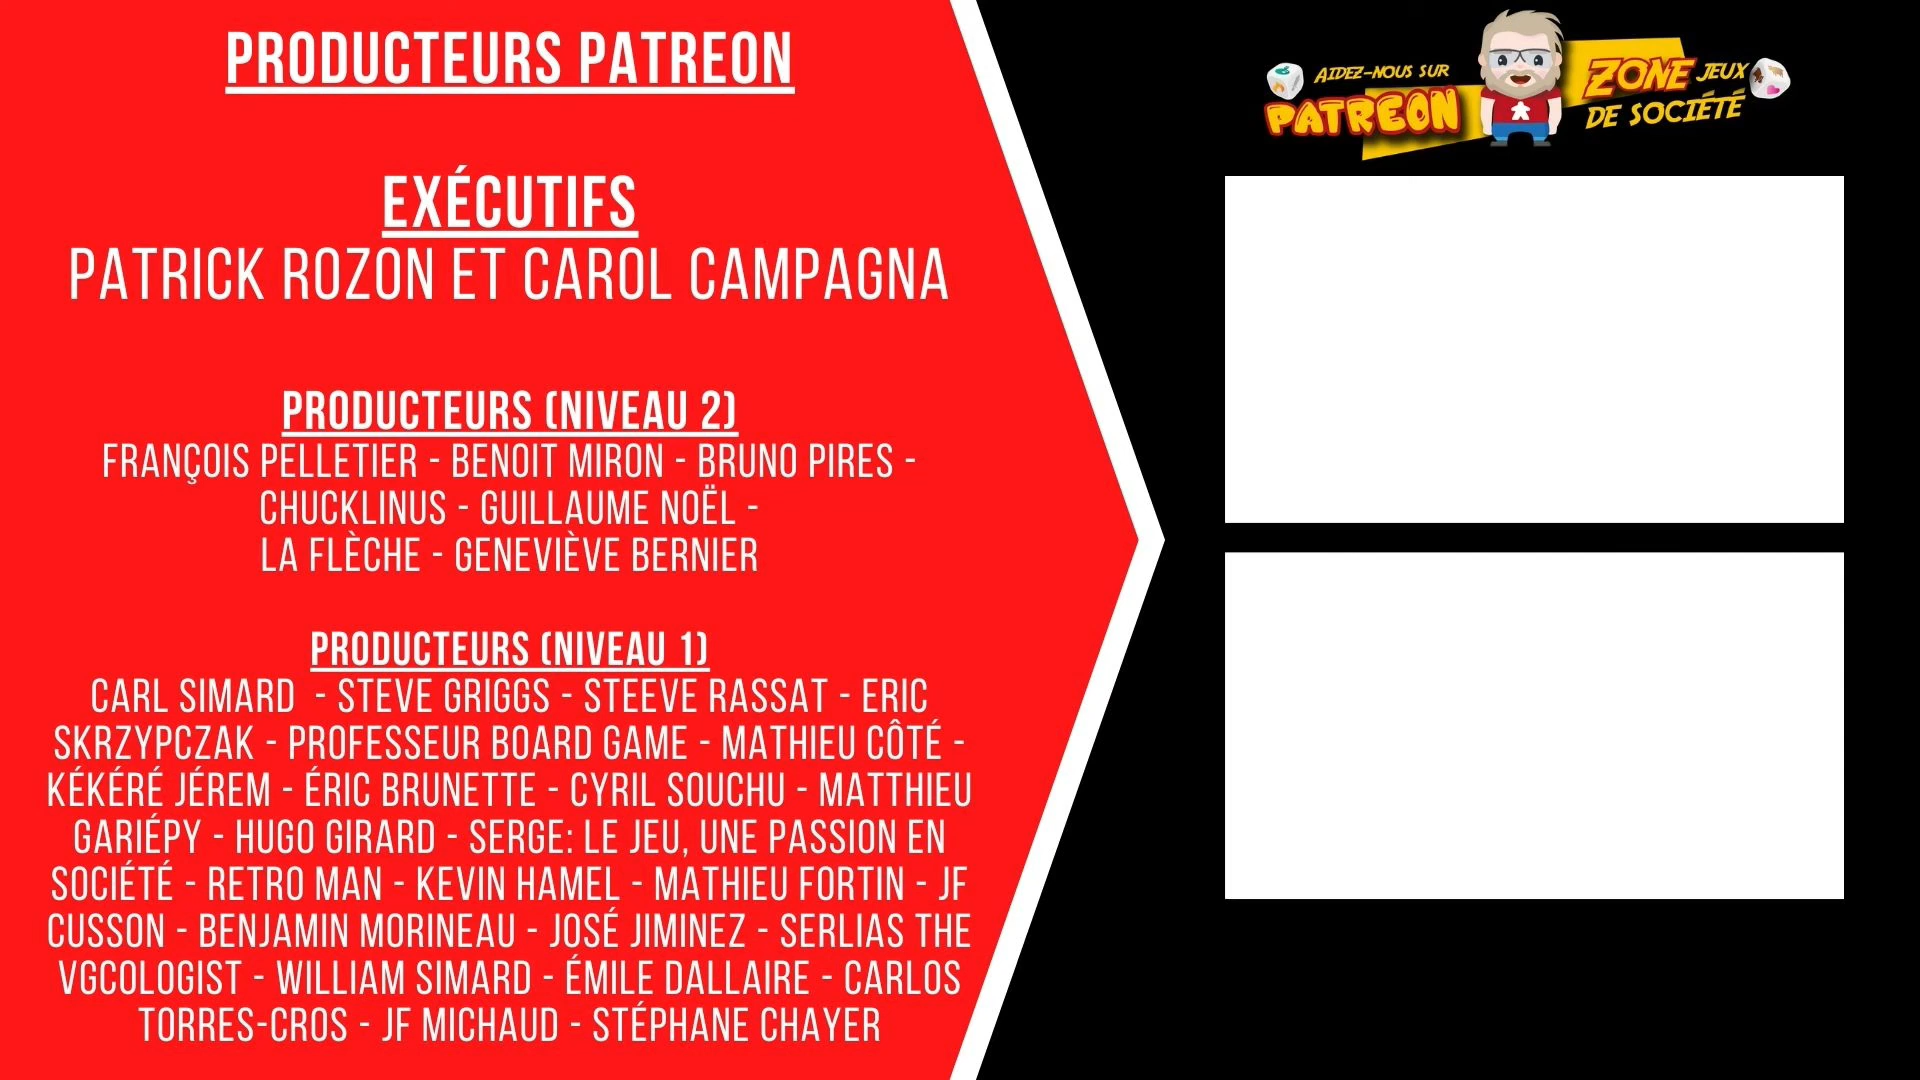 PRODUCTEURS PATREON
EXÉCUTIFS
PATRICK ROZON ET CAROL CAMPAGNA
PRODUCTEURS (NIVEAU 2)
FRANÇOIS PELLETIER - BENOIT MIRON - BRUNO PIRES -
CHUCKLINUS - GUILLAUME NOËL -
LA FLÈCHE - GENEVIÈVE BERNIER
PRODUCTEURS (NIVEAU 1)
CARL SIMARD - STEVE GRIGGS - STEEVE RASSAT - ERIC
SKRZYPCZAK - PROFESSEUR BOARD GAME - MATHIEU CÔTÉ -
KÉKÉRÉ JÉREM - ÉRIC BRUNETTE - CYRIL SOUCHU - MATTHIEU
GARIÉPY - HUGO GIRARD - SERGE: LE JEU, UNE PASSION EN
SOCIÉTÉ - RETRO MAN - KEVIN HAMEL - MATHIEU FORTIN - JF
CUSSON - BENJAMIN MORINEAU - JOSÉ JIMINEZ - SERLIAS THE
VGCOLOGIST - WILLIAM SIMARD - ÉMILE DALLAIRE - CARLOS
TORRES-CROS - JF MICHAUD - STÉPHANE CHAYER
AIDEZ-NOUS SUR
PATREON
ZONE JEUX
DE SOCIÉTÉ